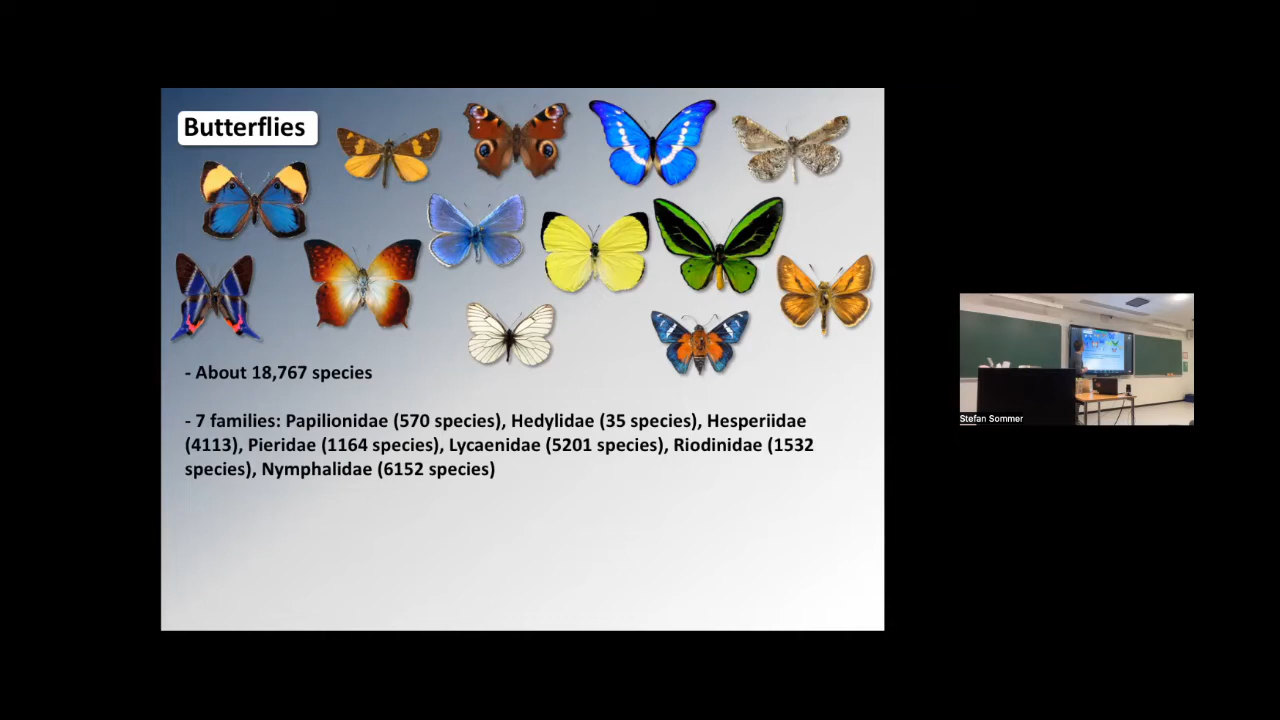 Butterflies
- About 18,767 species
- 7 families: Papilionidae (570 species), Hedylidae (35 species), Hesperiidae
(4113), Pieridae (1164 species), Lycaenidae (5201 species), Riodinidae (1532
species), Nymphalidae (6152 species)
Stefan Sommer